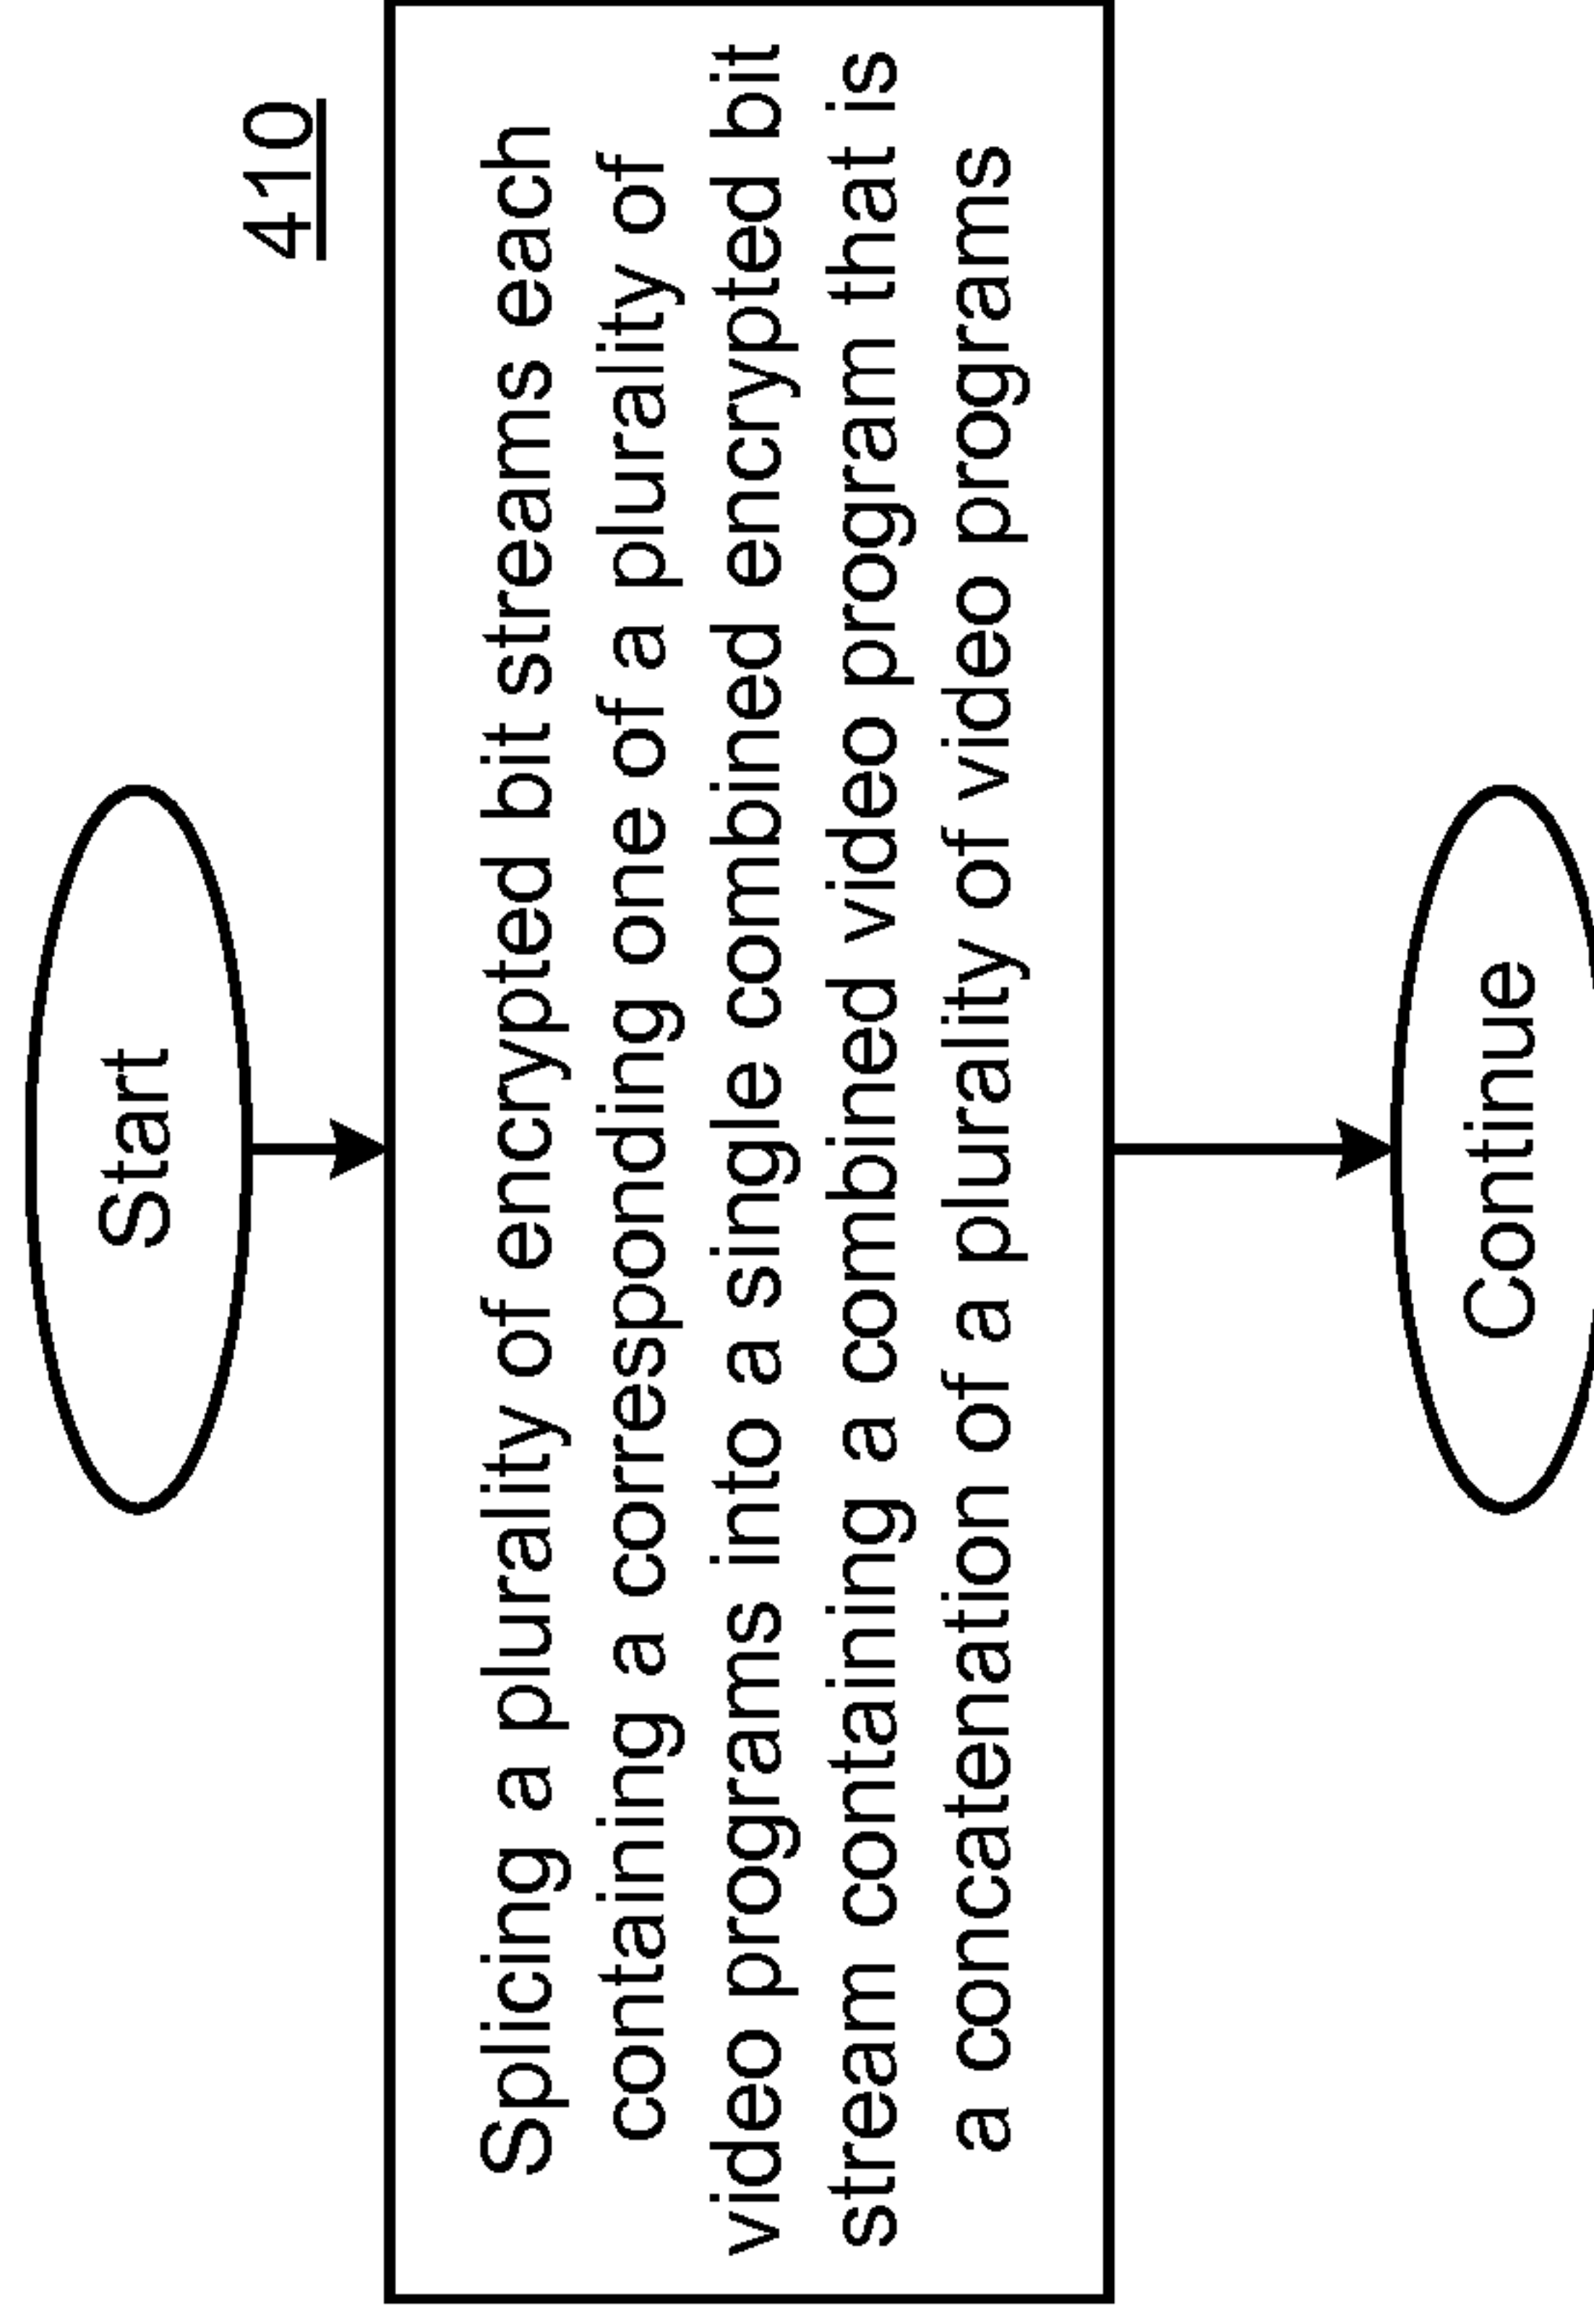 Start
410
Splicing a plurality of encrypted bit streams each
containing a corresponding one of a plurality of
video programs into a single combined encrypted bit
stream containing a combined video program that is
a concatenation of a plurality of video programs
Continue